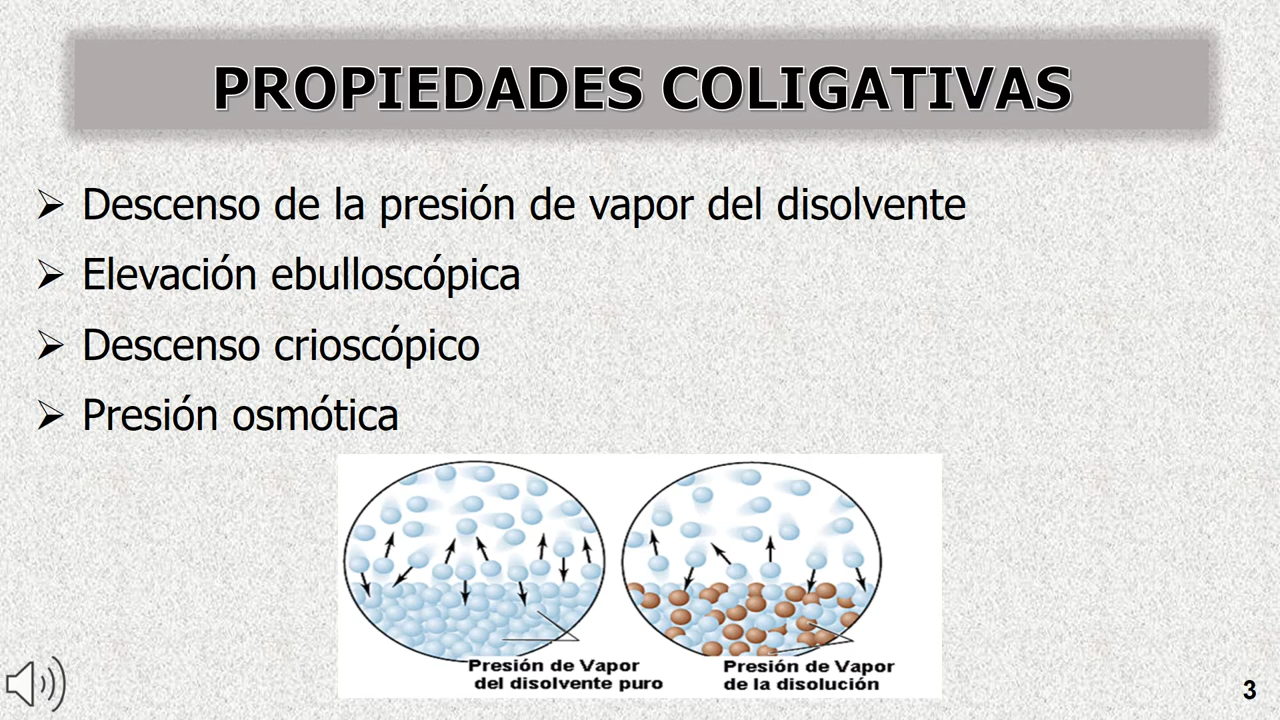 PROPIEDADES COLIGATIVAS
Descenso de la presión de vapor del disolvente
Elevación ebulloscópica
Descenso crioscópico
Presión osmótica
Presión de Vapor
del disolvente puro
Presión de Vapor
de la disolución
3